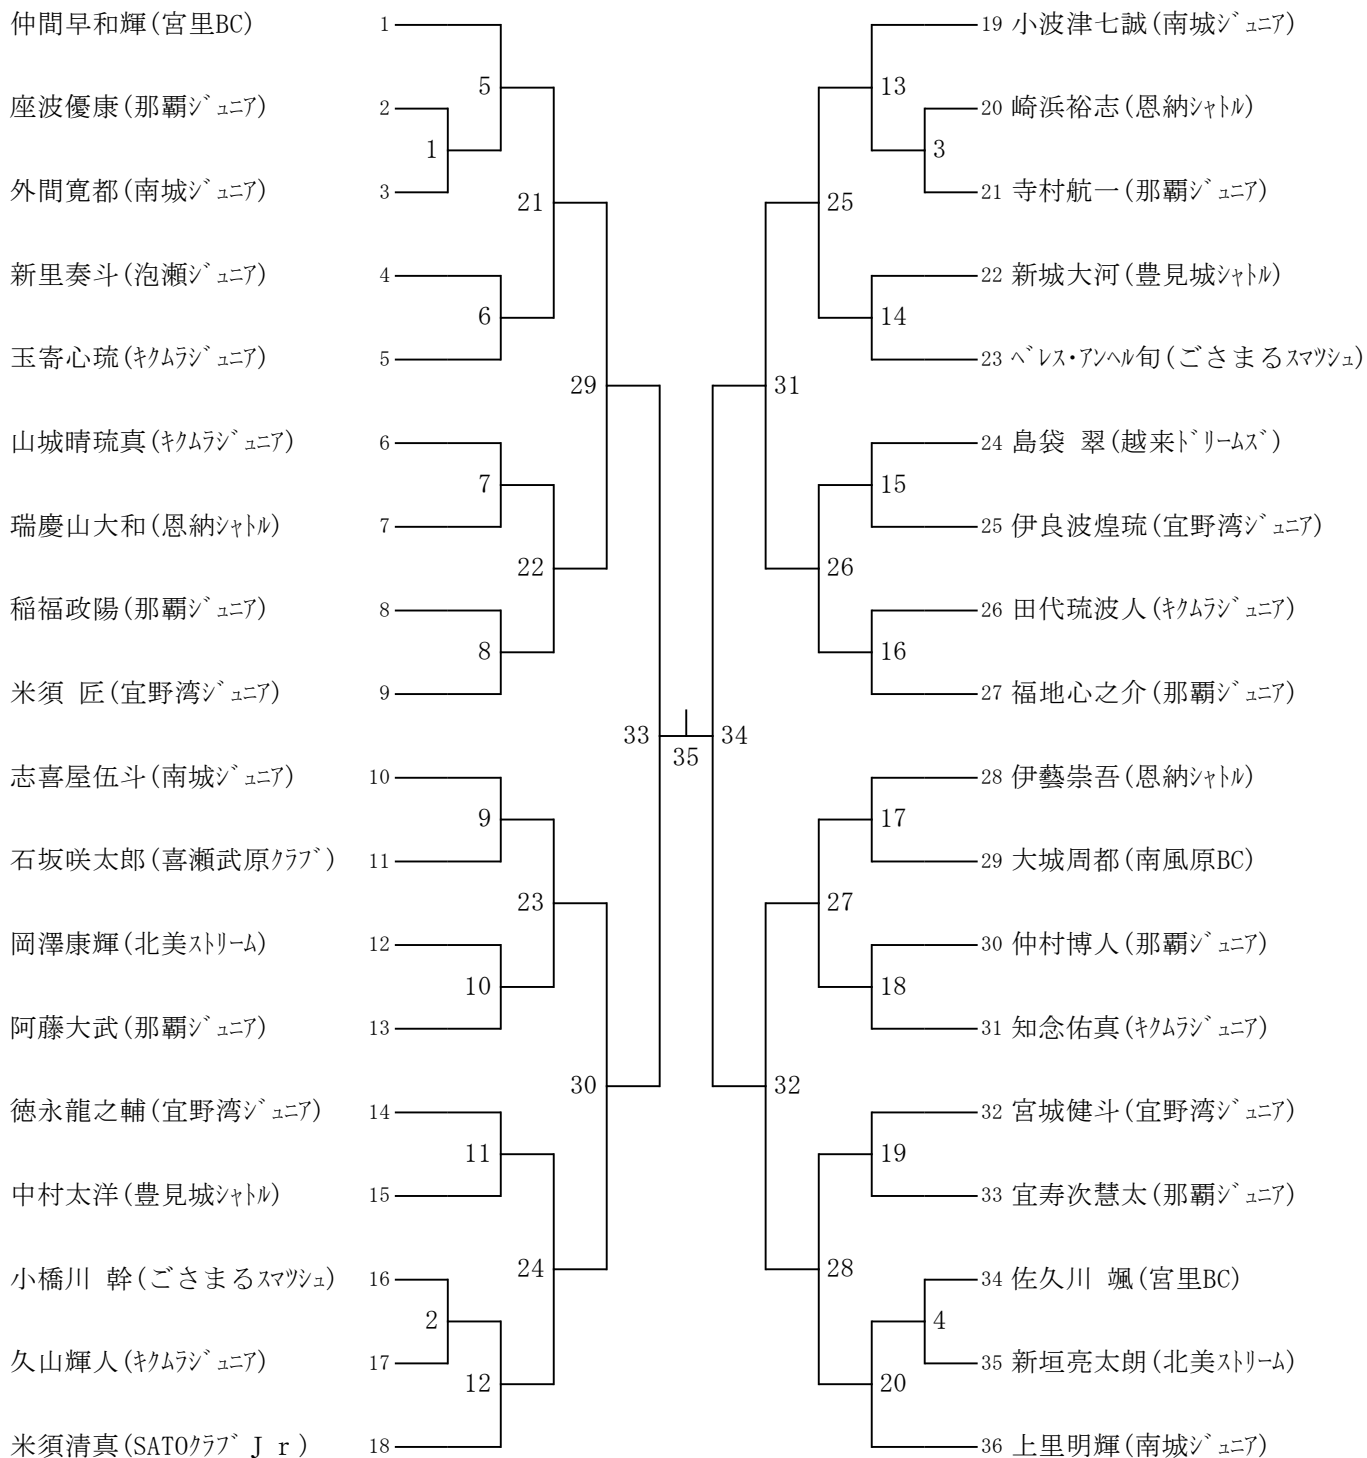 仲間早和輝(宮里BC) 1
座波優康(那覇ｼﾞｭﾆｱ) 2
外間寛都(南城ｼﾞｭﾆｱ) 3
新里奏斗(泡瀬ｼﾞｭﾆｱ) 4
玉寄心琉(ｷｸﾑﾗｼﾞｭﾆｱ) 5
山城晴琉真(ｷｸﾑﾗｼﾞｭﾆｱ) 6
瑞慶山大和(恩納ｼｬﾄﾙ) 7
稲福政陽(那覇ｼﾞｭﾆｱ) 8
米須 匠(宜野湾ｼﾞｭﾆｱ) 9
志喜屋伍斗(南城ｼﾞｭﾆｱ) 10
石坂咲太郎(喜瀬武原ｸﾗﾌﾞ) 11
岡澤康輝(北美ｽﾄﾘｰﾑ) 12
阿藤大武(那覇ｼﾞｭﾆｱ) 13
徳永龍之輔(宜野湾ｼﾞｭﾆｱ) 14
中村太洋(豊見城ｼｬﾄﾙ) 15
小橋川 幹(ごさまるｽﾏﾂｼｭ) 16
久山輝人(ｷｸﾑﾗｼﾞｭﾆｱ) 17
米須清真(SATOｸﾗﾌﾞＪｒ) 18
1
2
5
6
7
8
9
10
11
12
21
22
23
24
29
30
33
35
34
31
32
25
26
27
28
13
14
15
16
17
18
19
20
3
4
19 小波津七誠(南城ｼﾞｭﾆｱ)
20 崎浜裕志(恩納ｼｬﾄﾙ)
21 寺村航一(那覇ｼﾞｭﾆｱ)
22 新城大河(豊見城ｼｬﾄﾙ)
23 ﾍﾞﾚｽ・ｱﾝﾍﾙ旬(ごさまるｽﾏﾂｼｭ)
24 島袋 翠(越来ﾄﾞﾘｰﾑｽﾞ)
25 伊良波煌琉(宜野湾ｼﾞｭﾆｱ)
26 田代琉波人(ｷｸﾑﾗｼﾞｭﾆｱ)
27 福地心之介(那覇ｼﾞｭﾆｱ)
28 伊藝崇吾(恩納ｼｬﾄﾙ)
29 大城周都(南風原BC)
30 仲村博人(那覇ｼﾞｭﾆｱ)
31 知念佑真(ｷｸﾑﾗｼﾞｭﾆｱ)
32 宮城健斗(宜野湾ｼﾞｭﾆｱ)
33 宜寿次慧太(那覇ｼﾞｭﾆｱ)
34 佐久川 颯(宮里BC)
35 新垣亮太朗(北美ｽﾄﾘｰﾑ)
36 上里明輝(南城ｼﾞｭﾆｱ)